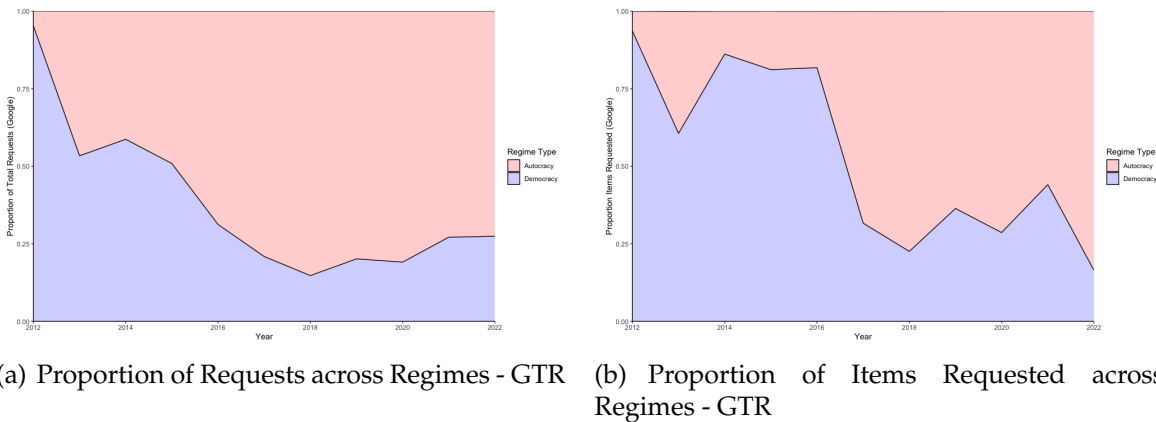 1.00
0.75
0.50
0.25
0.00
Proportion of Total Requests (Google)
2012 2014 2016 2018 2020 2022
Year
Regime Type
Autocracy
Democracy
(a) Proportion of Requests across Regimes - GTR
1.00
0.75
0.50
0.25
0.00
Proportion Items Requested (Google)
2012 2014 2016 2018 2020 2022
Year
Regime Type
Autocracy
Democracy
(b) Proportion of Items Requested across
Regimes - GTR